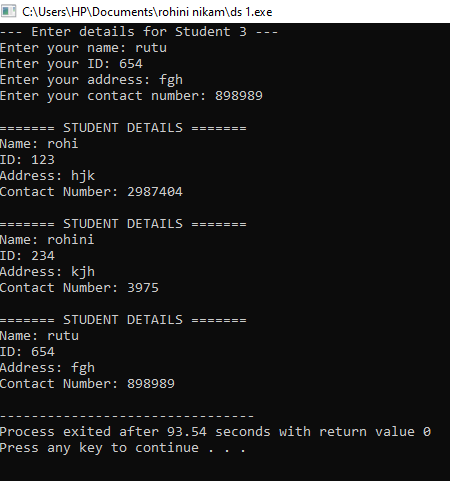 C:\Users\HP\Documents\rohini nikam\ds 1.exe
--- Enter details for Student 3 ---
Enter your name: rutu
Enter your ID: 654
Enter your address: fgh
Enter your contact number: 898989
======= STUDENT DETAILS =======
Name: rohi
ID: 123
Address: hjk
Contact Number: 2987404
======= STUDENT DETAILS =======
Name: rohini
ID: 234
Address: kjh
Contact Number: 3975
======= STUDENT DETAILS =======
Name: rutu
ID: 654
Address: fgh
Contact Number: 898989
--------------------------------
Process exited after 93.54 seconds with return value 0
Press any key to continue . . .